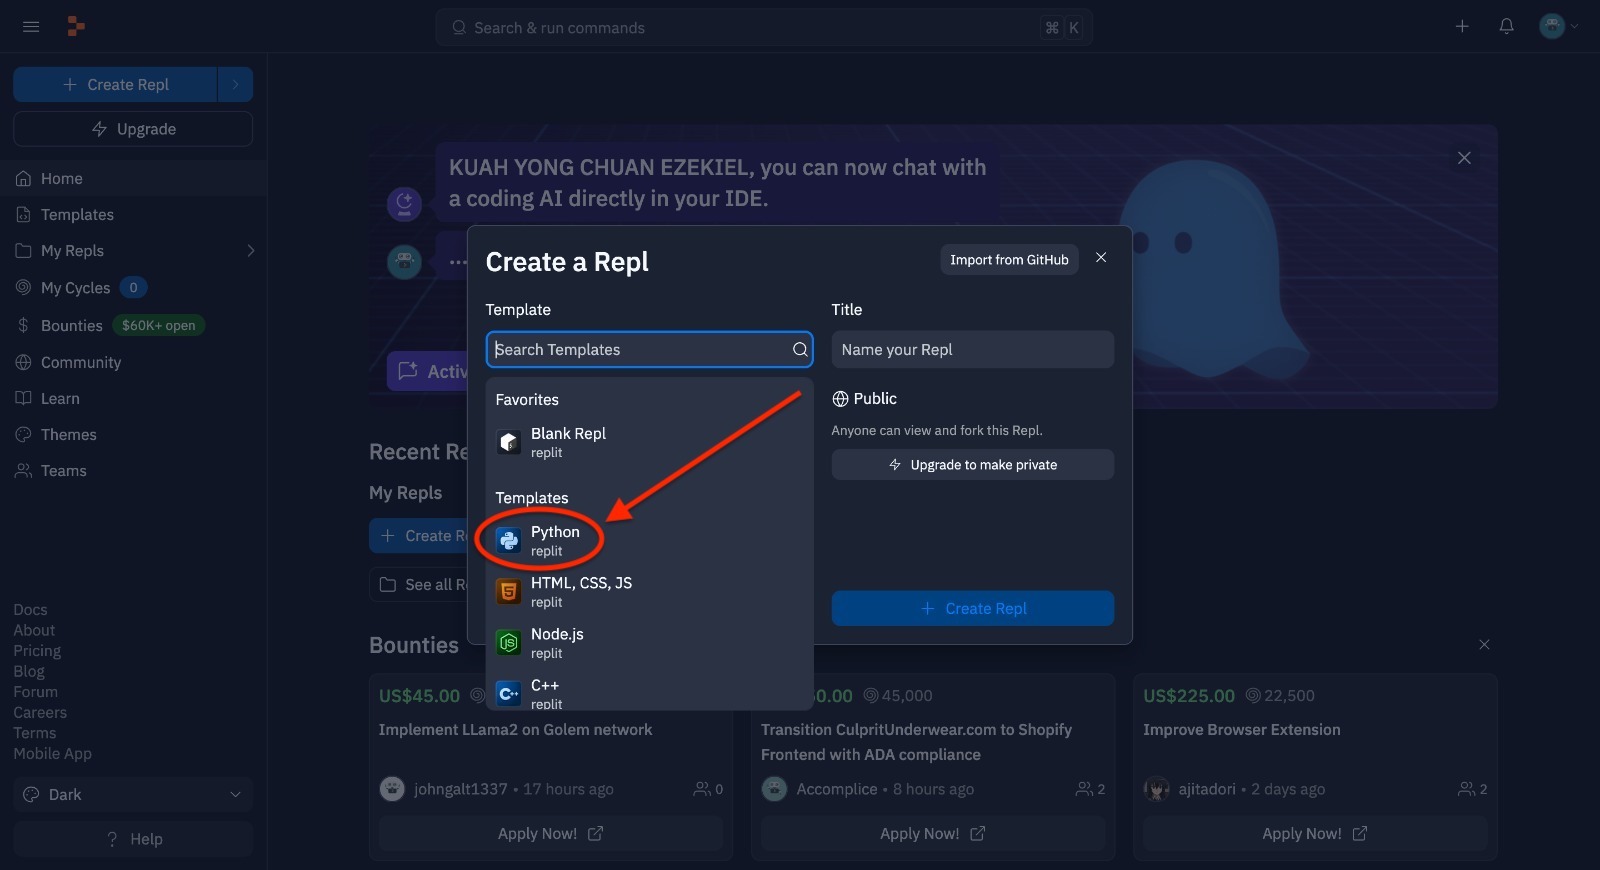 Search & run commands
⌘ K
+ Create Repl
Upgrade
Home
Templates
My Repls
My Cycles 0
Bounties $60K+ open
Community
Learn
Themes
Teams
Docs
About
Pricing
Blog
Forum
Careers
Terms
Mobile App
Dark
? Help
KUAH YONG CHUAN EZEKIEL, you can now chat with
a coding AI directly in your IDE.
...
Activ
Recent Re
My Repls
+ Create R
See all R
Create a Repl
Import from GitHub
Template
Search Templates
Favorites
Blank Repl
replit
Templates
Python
replit
HTML, CSS, JS
replit
Node.js
replit
C++
replit
Title
Name your Repl
Public
Anyone can view and fork this Repl.
Upgrade to make private
+ Create Repl
Bounties
US$45.00
Implement LLama2 on Golem network
johngalt1337 • 17 hours ago 0
Apply Now!
0.00 45,000
Transition CulpritUnderwear.com to Shopify
Frontend with ADA compliance
Accomplice • 8 hours ago 2
Apply Now!
US$225.00 22,500
Improve Browser Extension
ajitadori • 2 days ago 2
Apply Now!